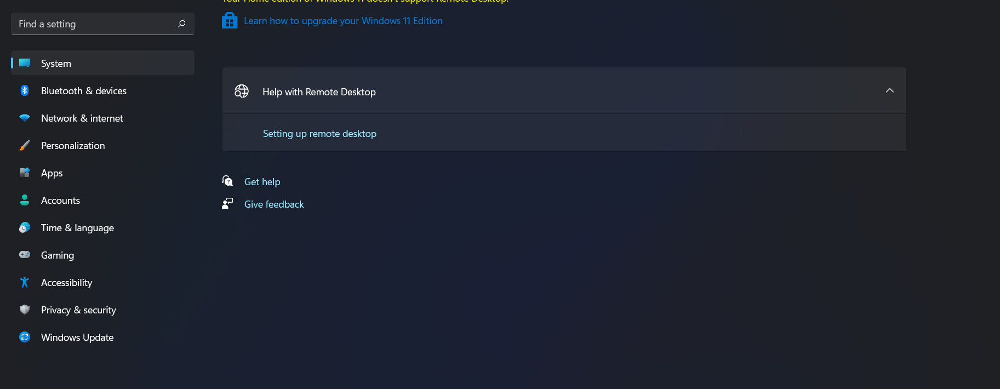 Your Home edition of Windows 11 doesn't support Remote Desktop.
Find a setting
Learn how to upgrade your Windows 11 Edition
System
Bluetooth & devices
Network & internet
Personalization
Apps
Accounts
Time & language
Gaming
Accessibility
Privacy & security
Windows Update
Help with Remote Desktop
Setting up remote desktop
Get help
Give feedback